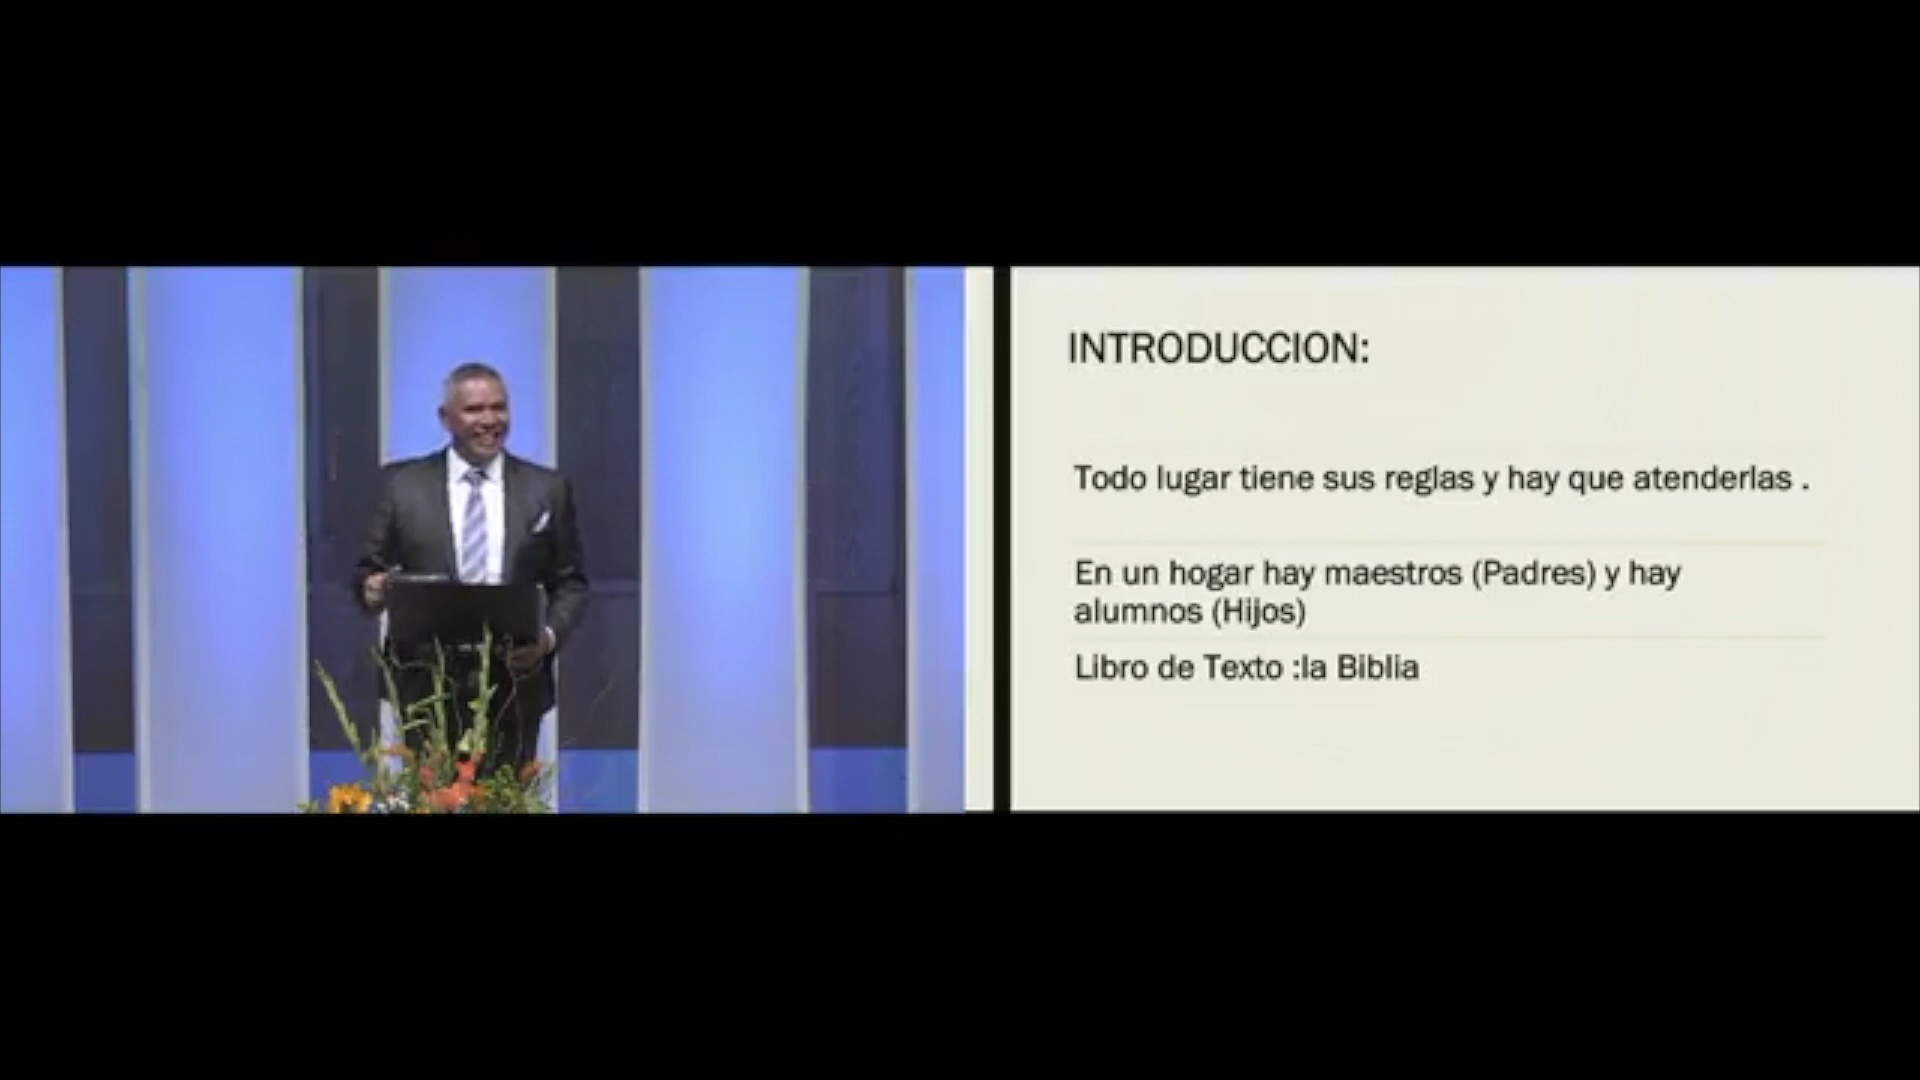 INTRODUCCION:
Todo lugar tiene sus reglas y hay que atenderlas .
En un hogar hay maestros (Padres) y hay
alumnos (Hijos)
Libro de Texto :la Biblia